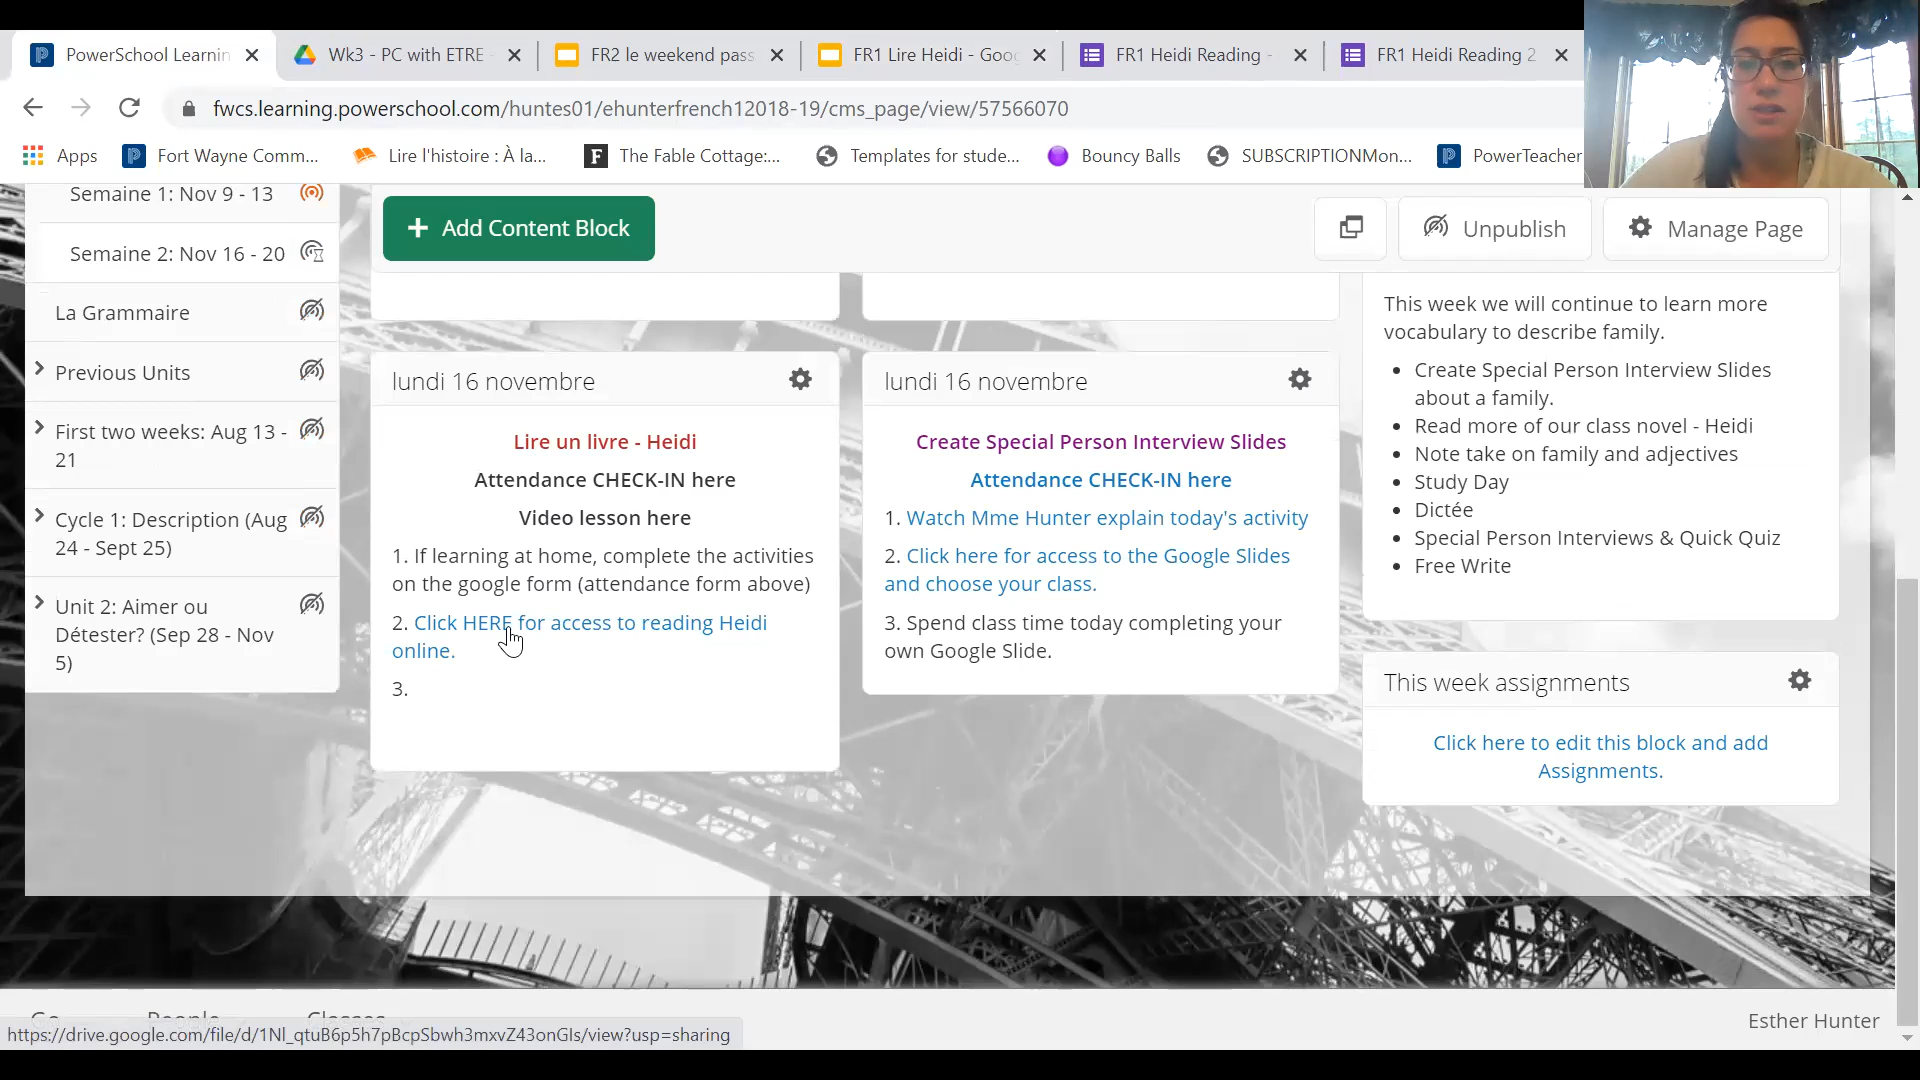 PowerSchool Learnin
Wk3 - PC with ETRE -
FR2 le weekend pass
FR1 Lire Heidi - Goog
FR1 Heidi Reading -
FR1 Heidi Reading 2
fwcs.learning.powerschool.com/huntes01/ehunterfrench12018-19/cms_page/view/57566070
Apps
Fort Wayne Comm...
Lire l'histoire : À la...
The Fable Cottage:...
Templates for stude...
Bouncy Balls
SUBSCRIPTIONMon...
PowerTeacher
Semaine 1: Nov 9 - 13
Semaine 2: Nov 16 - 20
La Grammaire
Previous Units
First two weeks: Aug 13 -
21
Cycle 1: Description (Aug
24 - Sept 25)
Unit 2: Aimer ou
Détester? (Sep 28 - Nov
5)
Add Content Block
Unpublish
Manage Page
lundi 16 novembre
Lire un livre - Heidi
Attendance CHECK-IN here
Video lesson here
1. If learning at home, complete the activities
on the google form (attendance form above)
2. Click HERE for access to reading Heidi
online.
3.
lundi 16 novembre
Create Special Person Interview Slides
Attendance CHECK-IN here
1. Watch Mme Hunter explain today's activity
2. Click here for access to the Google Slides
and choose your class.
3. Spend class time today completing your
own Google Slide.
This week we will continue to learn more
vocabulary to describe family.
Create Special Person Interview Slides
about a family.
Read more of our class novel - Heidi
Note take on family and adjectives
Study Day
Dictée
Special Person Interviews & Quick Quiz
Free Write
This week assignments
Click here to edit this block and add
Assignments.
Go
People
Classes
Esther Hunter
https://drive.google.com/file/d/1Nl_qtuB6p5h7pBcpSbwh3mxvZ43onGIs/view?usp=sharing